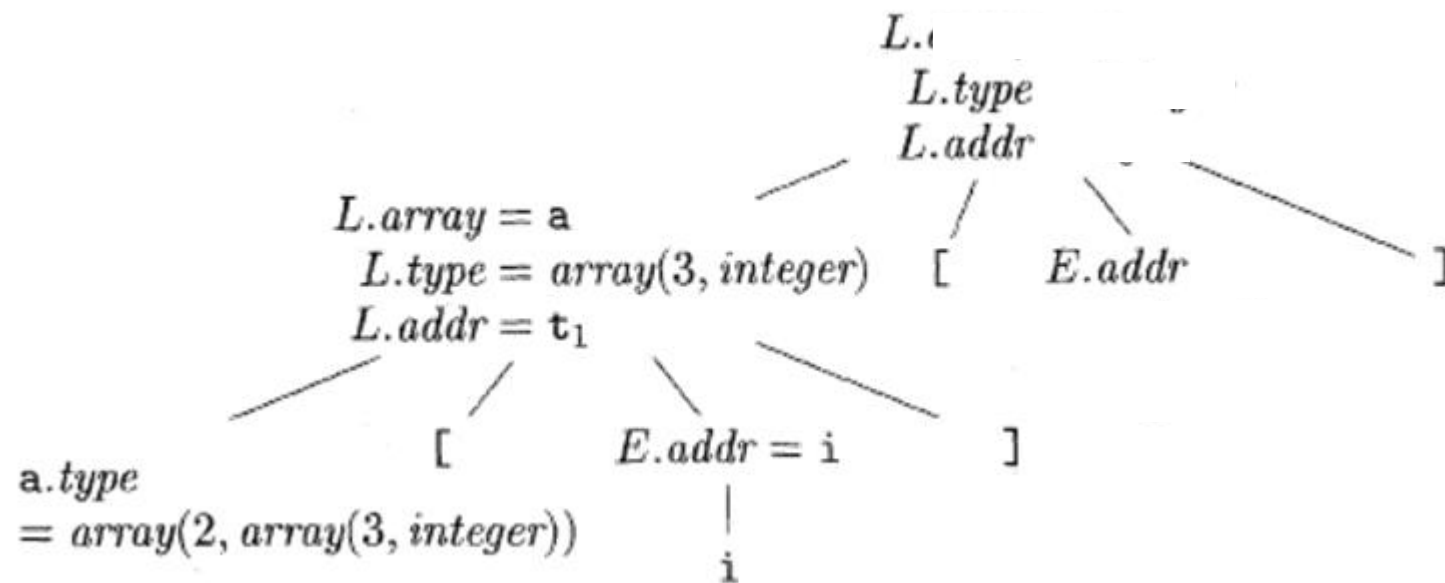 L.
L.type
L.addr
L.array = a
L.type = array(3, integer) [ E.addr ]
L.addr = t₁
[ E.addr = i ]
a.type
= array(2, array(3, integer))
i